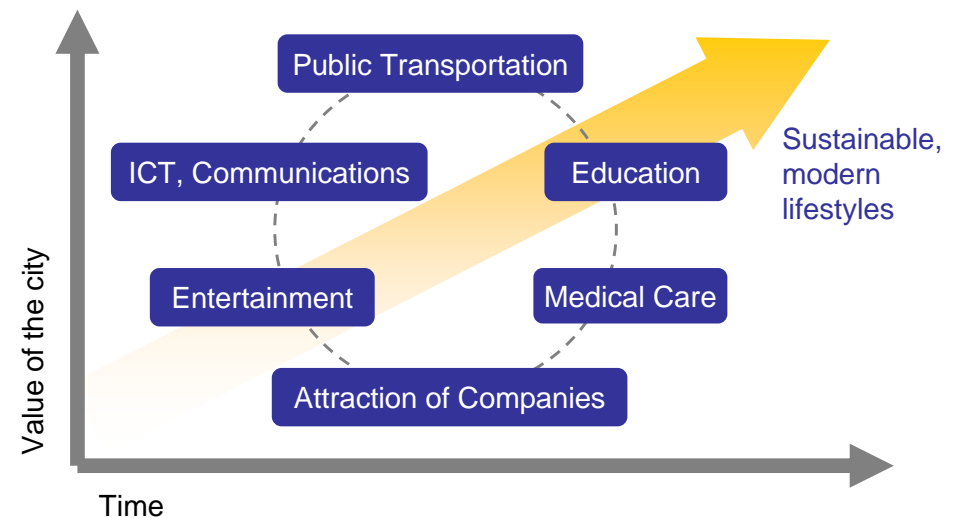 Public Transportation
ICT, Communications
Education
Sustainable,
modern
lifestyles
Entertainment
Medical Care
Attraction of Companies
Value of the city
Time